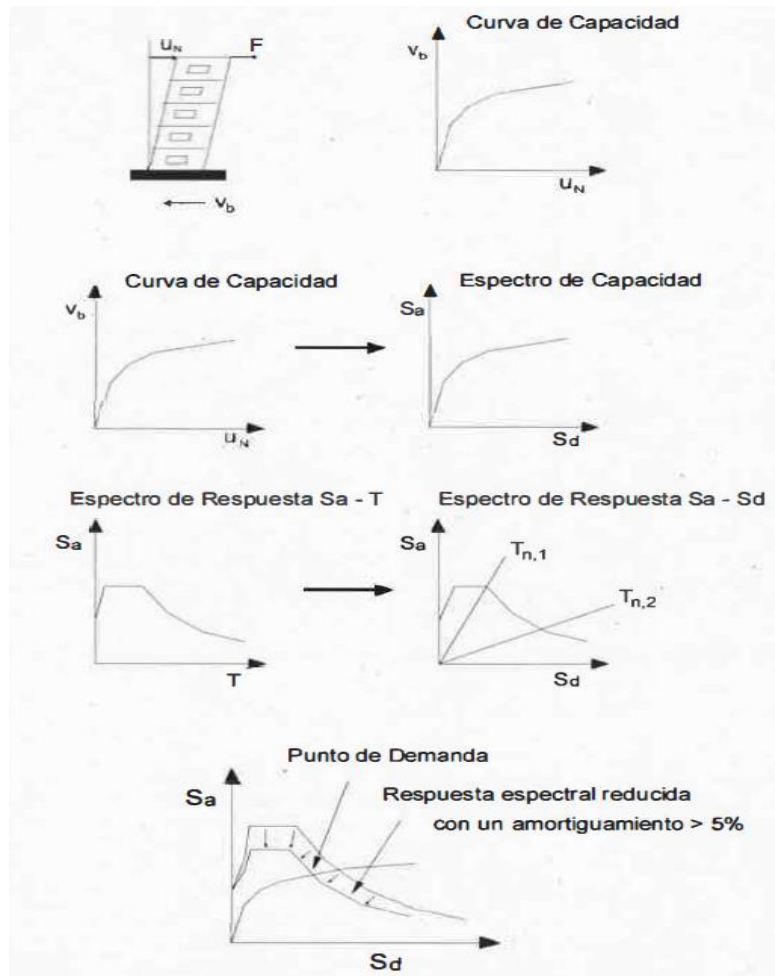 Curva de Capacidad
u_N F
v_b
v_b
u_N
Curva de Capacidad
Espectro de Capacidad
v_b
u_N
Sa
Sd
Espectro de Respuesta Sa - T
Espectro de Respuesta Sa - Sd
Sa
T
Sa
T_n,1
T_n,2
Sd
Punto de Demanda
Sa
Respuesta espectral reducida
con un amortiguamiento > 5%
Sd